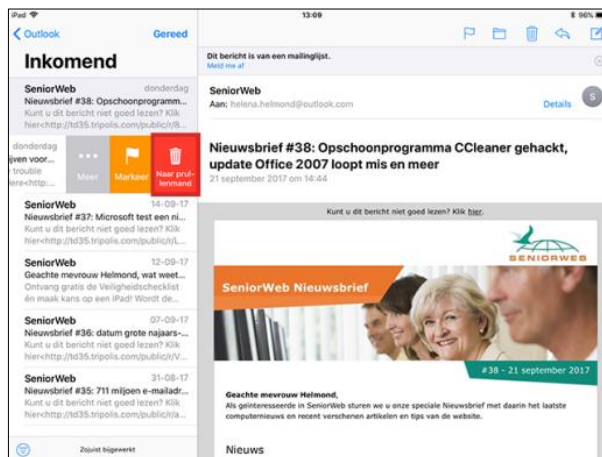 iPad
13:09
96%
Outlook
Gereed
Inkomend
SeniorWeb donderdag
Nieuwsbrief #38: Opschoonprogramm...
Kunt u dit bericht niet goed lezen? Klik
hier<http://td35.tripolis.com/public/r/8...
donderdag
ijven voor...
trouble
ere<http:...
Meer
Markeer
Naar prul-
lenmand
SeniorWeb 14-09-17
Nieuwsbrief #37: Microsoft test een ni...
Kunt u dit bericht niet goed lezen? Klik
hier<http://td35.tripolis.com/public/r/L...
SeniorWeb 12-09-17
Geachte mevrouw Helmond, wat weet...
Ontvang gratis de Veiligheidschecklist
én maak kans op een iPad! Wordt de...
SeniorWeb 07-09-17
Nieuwsbrief #36: datum grote najaars-...
Kunt u dit bericht niet goed lezen? Klik
hier<http://td35.tripolis.com/public/r/V...
SeniorWeb 31-08-17
Nieuwsbrief #35: 711 miljoen e-mailadr...
Kunt u dit bericht niet goed lezen? Klik
hier<http://td35.tripolis.com/public/r/a...
Zojuist bijgewerkt
Dit bericht is van een mailinglijst.
Meld me af
SeniorWeb
Aan: helena.helmond@outlook.com
Details
S
Nieuwsbrief #38: Opschoonprogramma CCleaner gehackt,
update Office 2007 loopt mis en meer
21 september 2017 om 14:44
Kunt u dit bericht niet goed lezen? Klik hier.
SENIORWEB
SeniorWeb Nieuwsbrief
#38 - 21 september 2017
Geachte mevrouw Helmond,
Als geïnteresseerde in SeniorWeb sturen we u onze speciale Nieuwsbrief met daarin het laatste
computernieuws en recent verschenen artikelen en tips van de website.
Nieuws